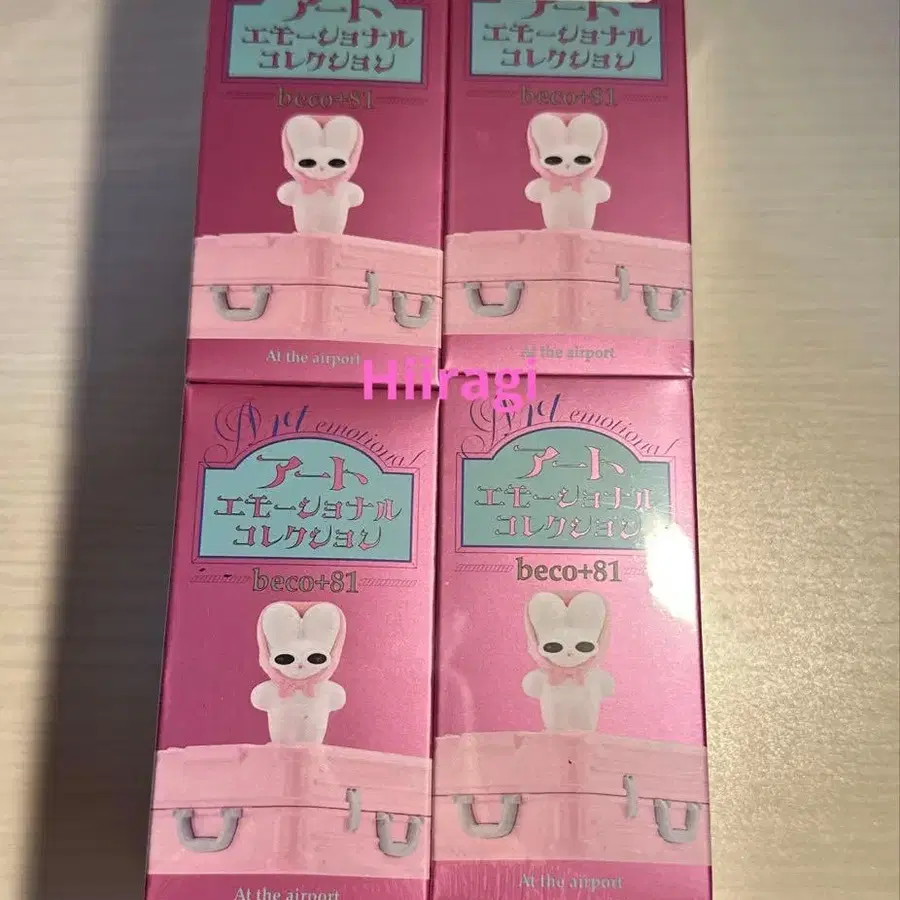 アート
エモーショナル
コレクション
beco+81
At the airport
アート
エモーショナル
コレクション
beco+81
At the airport
Hiiragi
Art emotional
アート
エモーショナル
コレクション
beco+81
At the airport
Art emotional
アート
エモーショナル
コレクション
beco+81
At the airport